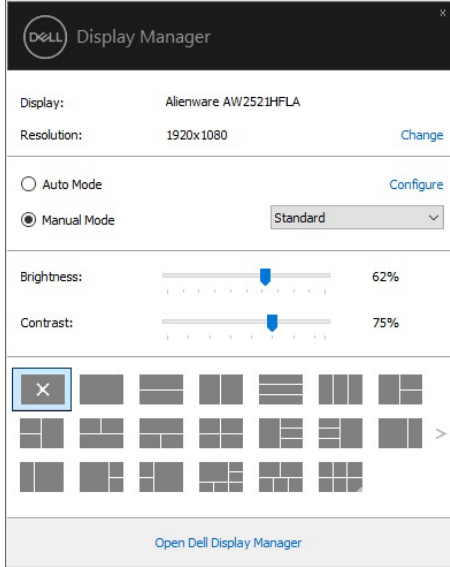 DELL Display Manager
Display: Alienware AW2521HFLA
Resolution: 1920x1080 Change
Auto Mode Configure
Manual Mode Standard
Brightness: 62%
Contrast: 75%
Open Dell Display Manager